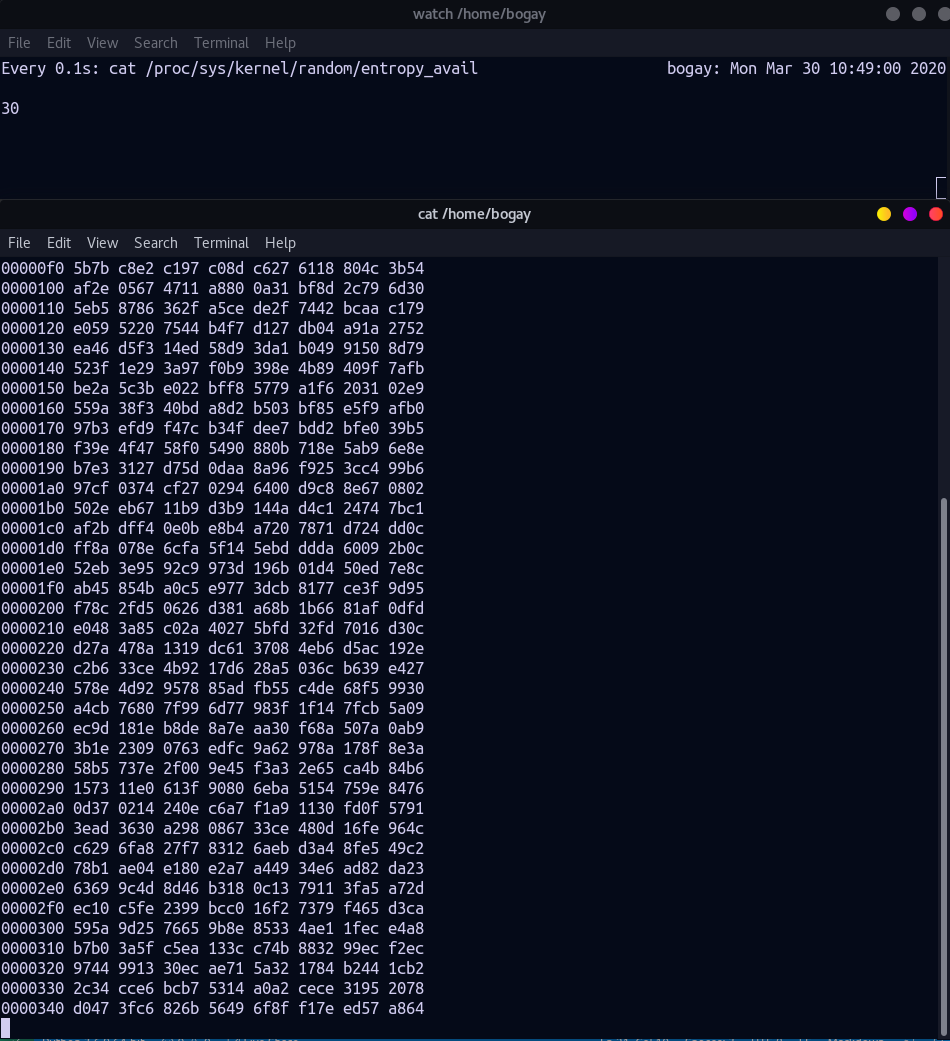 watch /home/bogay
File Edit View Search Terminal Help
Every 0.1s: cat /proc/sys/kernel/random/entropy_avail bogay: Mon Mar 30 10:49:00 2020
30
cat /home/bogay
File Edit View Search Terminal Help
00000f0 5b7b c8e2 c197 c08d c627 6118 804c 3b54
0000100 af2e 0567 4711 a880 0a31 bf8d 2c79 6d30
0000110 5eb5 8786 362f a5ce de2f 7442 bcaa c179
0000120 e059 5220 7544 b4f7 d127 db04 a91a 2752
0000130 ea46 d5f3 14ed 58d9 3da1 b049 9150 8d79
0000140 523f 1e29 3a97 f0b9 398e 4b89 409f 7afb
0000150 be2a 5c3b e022 bff8 5779 a1f6 2031 02e9
0000160 559a 38f3 40bd a8d2 b503 bf85 e5f9 afb0
0000170 97b3 efd9 f47c b34f dee7 bdd2 bfe0 39b5
0000180 f39e 4f47 58f0 5490 880b 718e 5ab9 6e8e
0000190 b7e3 3127 d75d 0daa 8a96 f925 3cc4 99b6
00001a0 97cf 0374 cf27 0294 6400 d9c8 8e67 0802
00001b0 502e eb67 11b9 d3b9 144a d4c1 2474 7bc1
00001c0 af2b dff4 0e0b e8b4 a720 7871 d724 dd0c
00001d0 ff8a 078e 6cfa 5f14 5ebd ddda 6009 2b0c
00001e0 52eb 3e95 92c9 973d 196b 01d4 50ed 7e8c
00001f0 ab45 854b a0c5 e977 3dcb 8177 ce3f 9d95
0000200 f78c 2fd5 0626 d381 a68b 1b66 81af 0dfd
0000210 e048 3a85 c02a 4027 5bfd 32fd 7016 d30c
0000220 d27a 478a 1319 dc61 3708 4eb6 d5ac 192e
0000230 c2b6 33ce 4b92 17d6 28a5 036c b639 e427
0000240 578e 4d92 9578 85ad fb55 c4de 68f5 9930
0000250 a4cb 7680 7f99 6d77 983f 1f14 7fcb 5a09
0000260 ec9d 181e b8de 8a7e aa30 f68a 507a 0ab9
0000270 3b1e 2309 0763 edfc 9a62 978a 178f 8e3a
0000280 58b5 737e 2f00 9e45 f3a3 2e65 ca4b 84b6
0000290 1573 11e0 613f 9080 6eba 5154 759e 8476
00002a0 0d37 0214 240e c6a7 f1a9 1130 fd0f 5791
00002b0 3ead 3630 a298 0867 33ce 480d 16fe 964c
00002c0 c629 6fa8 27f7 8312 6aeb d3a4 8fe5 49c2
00002d0 78b1 ae04 e180 e2a7 a449 34e6 ad82 da23
00002e0 6369 9c4d 8d46 b318 0c13 7911 3fa5 a72d
00002f0 ec10 c5fe 2399 bcc0 16f2 7379 f465 d3ca
0000300 595a 9d25 7665 9b8e 8533 4ae1 1fec e4a8
0000310 b7b0 3a5f c5ea 133c c74b 8832 99ec f2ec
0000320 9744 9913 30ec ae71 5a32 1784 b244 1cb2
0000330 2c34 cce6 bcb7 5314 a0a2 cece 3195 2078
0000340 d047 3fc6 826b 5649 6f8f f17e ed57 a864